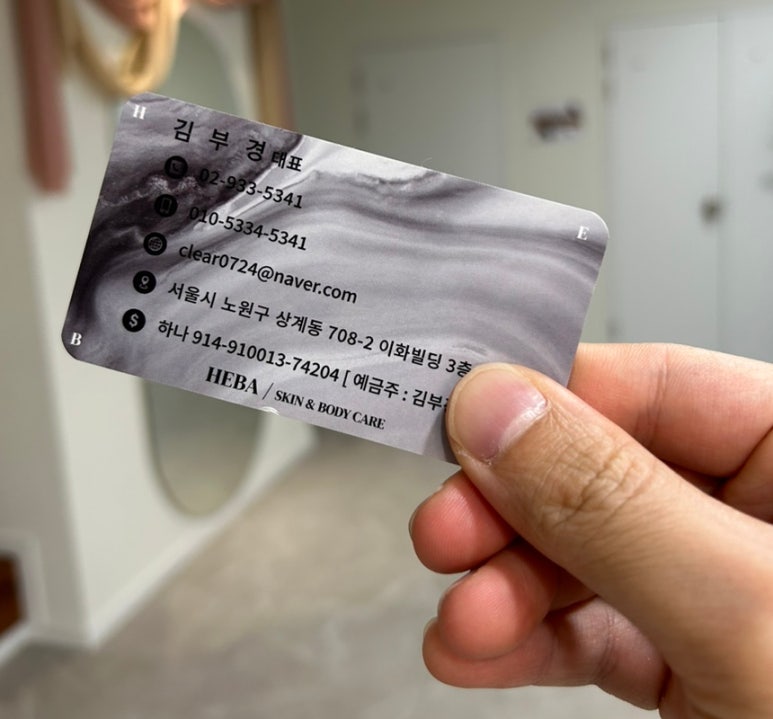 H
김 부 경 대표
02-933-5341
010-5334-5341
E
clear0724@naver.com
서울시 노원구 상계동 708-2 이화빌딩 3층
하나 914-910013-74204 [ 예금주 : 김부
B
HEBA / SKIN & BODY CARE